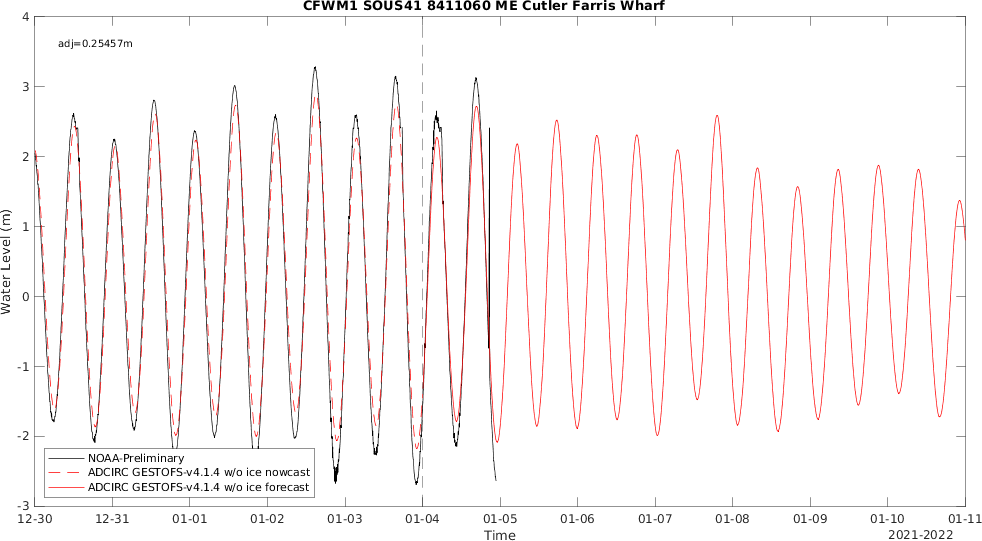 CFWM1 SOUS41 8411060 ME Cutler Farris Wharf
adj=0.25457m
4
3
2
1
0
-1
-2
-3
Water Level (m)
NOAA-Preliminary
ADCIRC GESTOFS-v4.1.4 w/o ice nowcast
ADCIRC GESTOFS-v4.1.4 w/o ice forecast
12-30 12-31 01-01 01-02 01-03 01-04 01-05 01-06 01-07 01-08 01-09 01-10 01-11
Time
2021-2022